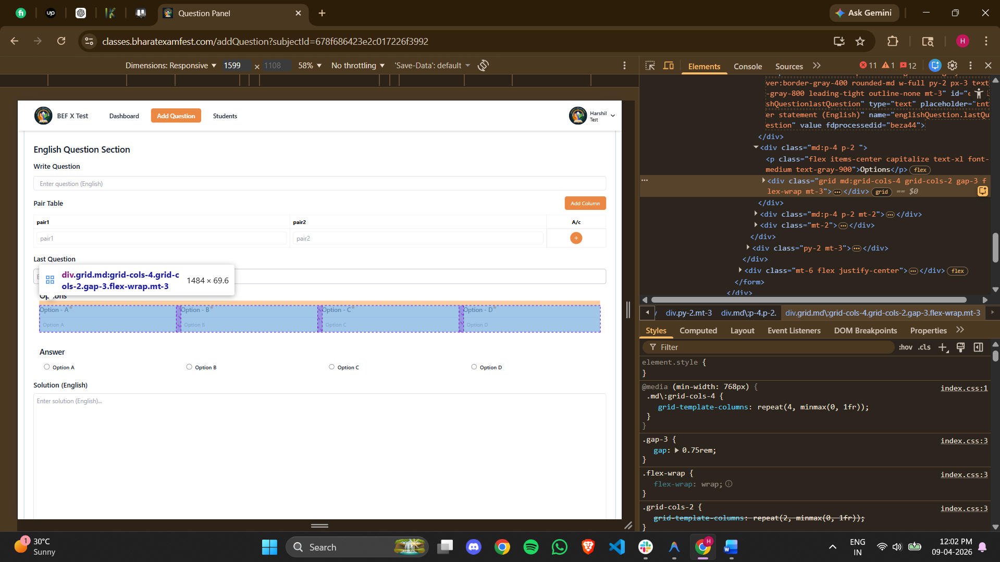 Question Panel
Ask Gemini
classes.bharatexamfest.com/addQuestion?subjectId=678f686423e2c017226f3992
H
Dimensions: Responsive 1599 × 1108 58% No throttling 'Save-Data': default
Elements Console Sources 11 1 12
BEF X Test Dashboard Add Question Students Harshil
Test
English Question Section
Write Question
Enter question (English)
Pair Table Add Column
pair1 pair2 A/c
pair1 pair2 +
Last Question
div.grid.md:grid-cols-4.grid-c
ols-2.gap-3.flex-wrap.mt-3 1484 × 69.6
Options
Option - A* Option - B* Option - C* Option - D*
Option A Option B Option C Option D
Answer
Option A Option B Option C Option D
Solution (English)
Enter solution (English)...
ver:border-gray-400 rounded-md w-full py-2 px-3 text
-gray-800 leading-tight outline-none mt-3" id="e
shQuestionlastQuestion" type="text" placeholder="Ent
er statement (English)" name="englishQuestion.lastQu
estion" value fdprocessedid="beza44">
</div>
<div class="md:p-4 p-2 ">
<p class="flex items-center capitalize text-xl font-
medium text-gray-900">Options</p> flex
<div class="grid md:grid-cols-4 grid-cols-2 gap-3 f
lex-wrap mt-3"> … </div> grid == $0
</div>
<div class="md:p-4 p-2 mt-2"> … </div>
<div class="mt-2"> … </div>
</div>
<div class="py-2 mt-3"> … </div>
</div>
<div class="mt-6 flex justify-center"> … </div> flex
</form>
</div>
div.py-2.mt-3 div.md\:p-4.p-2. div.grid.md\:grid-cols-4.grid-cols-2.gap-3.flex-wrap.mt-3
Styles Computed Layout Event Listeners DOM Breakpoints Properties
Filter :hov .cls
element.style {
}
@media (min-width: 768px) {
.md\:grid-cols-4 { index.css:1
grid-template-columns: repeat(4, minmax(0, 1fr));
}
}
.gap-3 { index.css:3
gap: 0.75rem;
}
.flex-wrap { index.css:3
flex-wrap: wrap;
}
.grid-cols-2 { index.css:3
grid-template-columns: repeat(2, minmax(0, 1fr));
}
1 30°C
Sunny
Search
ENG
IN
12:02 PM
09-04-2026